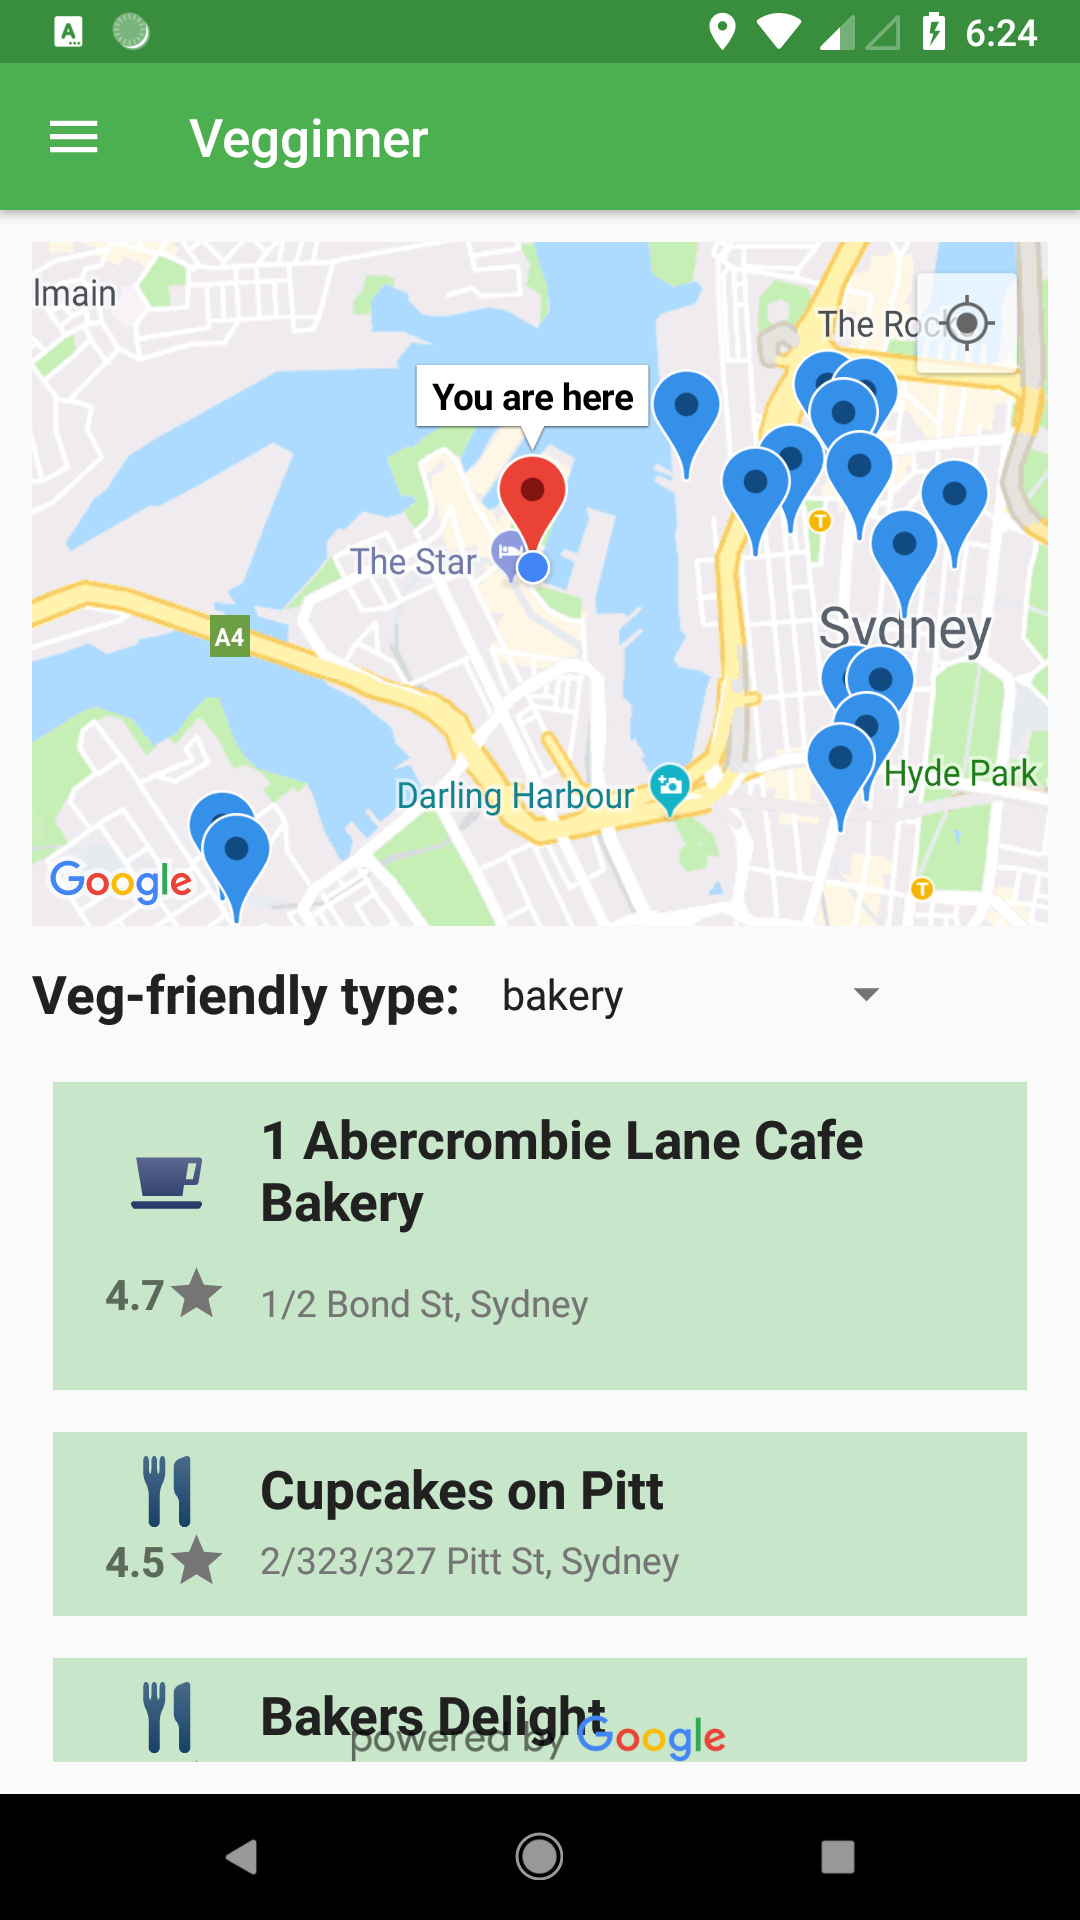 6:24
Vegginner
lmain
The Rock
You are here
The Star
T
Sydney
A4
Hyde Park
Darling Harbour
Google
T
Veg-friendly type: bakery
1 Abercrombie Lane Cafe
Bakery
4.7
1/2 Bond St, Sydney
Cupcakes on Pitt
4.5
2/323/327 Pitt St, Sydney
Bakers Delight
powered by Google